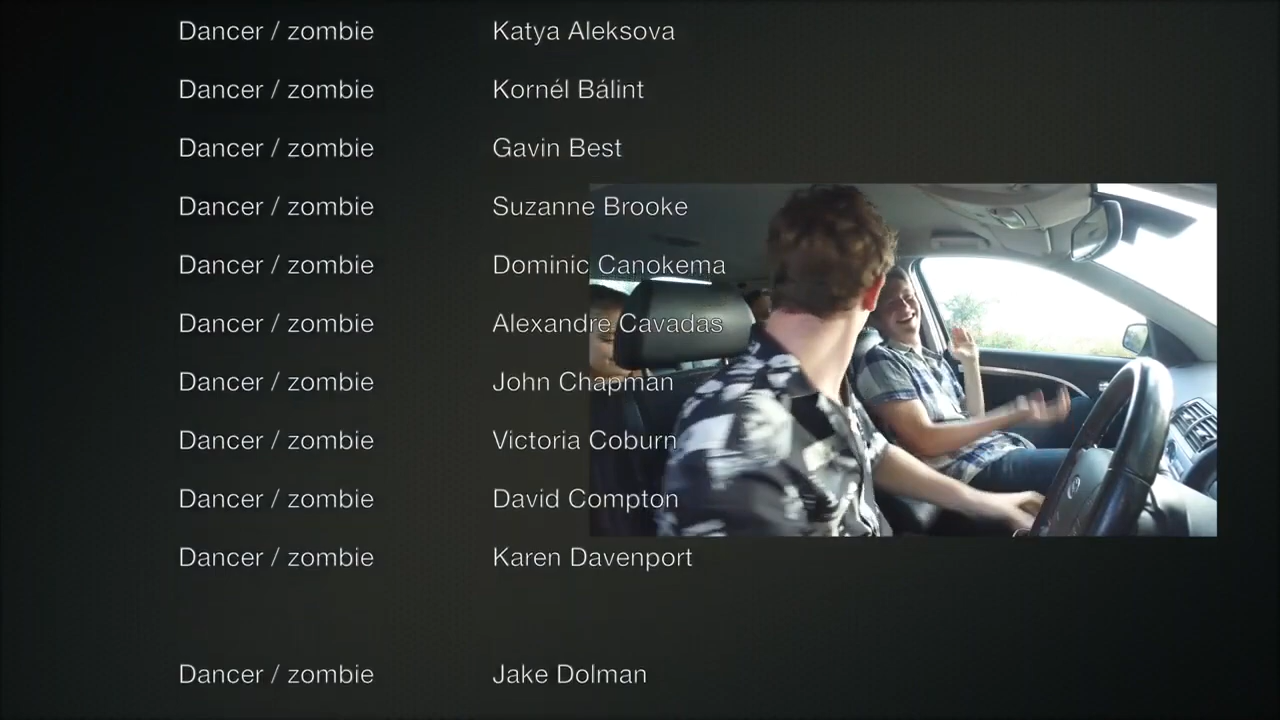 Dancer / zombie Katya Aleksova
Dancer / zombie Kornél Bálint
Dancer / zombie Gavin Best
Dancer / zombie Suzanne Brooke
Dancer / zombie Dominic Canokema
Dancer / zombie Alexandre Cavadas
Dancer / zombie John Chapman
Dancer / zombie Victoria Coburn
Dancer / zombie David Compton
Dancer / zombie Karen Davenport
Dancer / zombie Jake Dolman